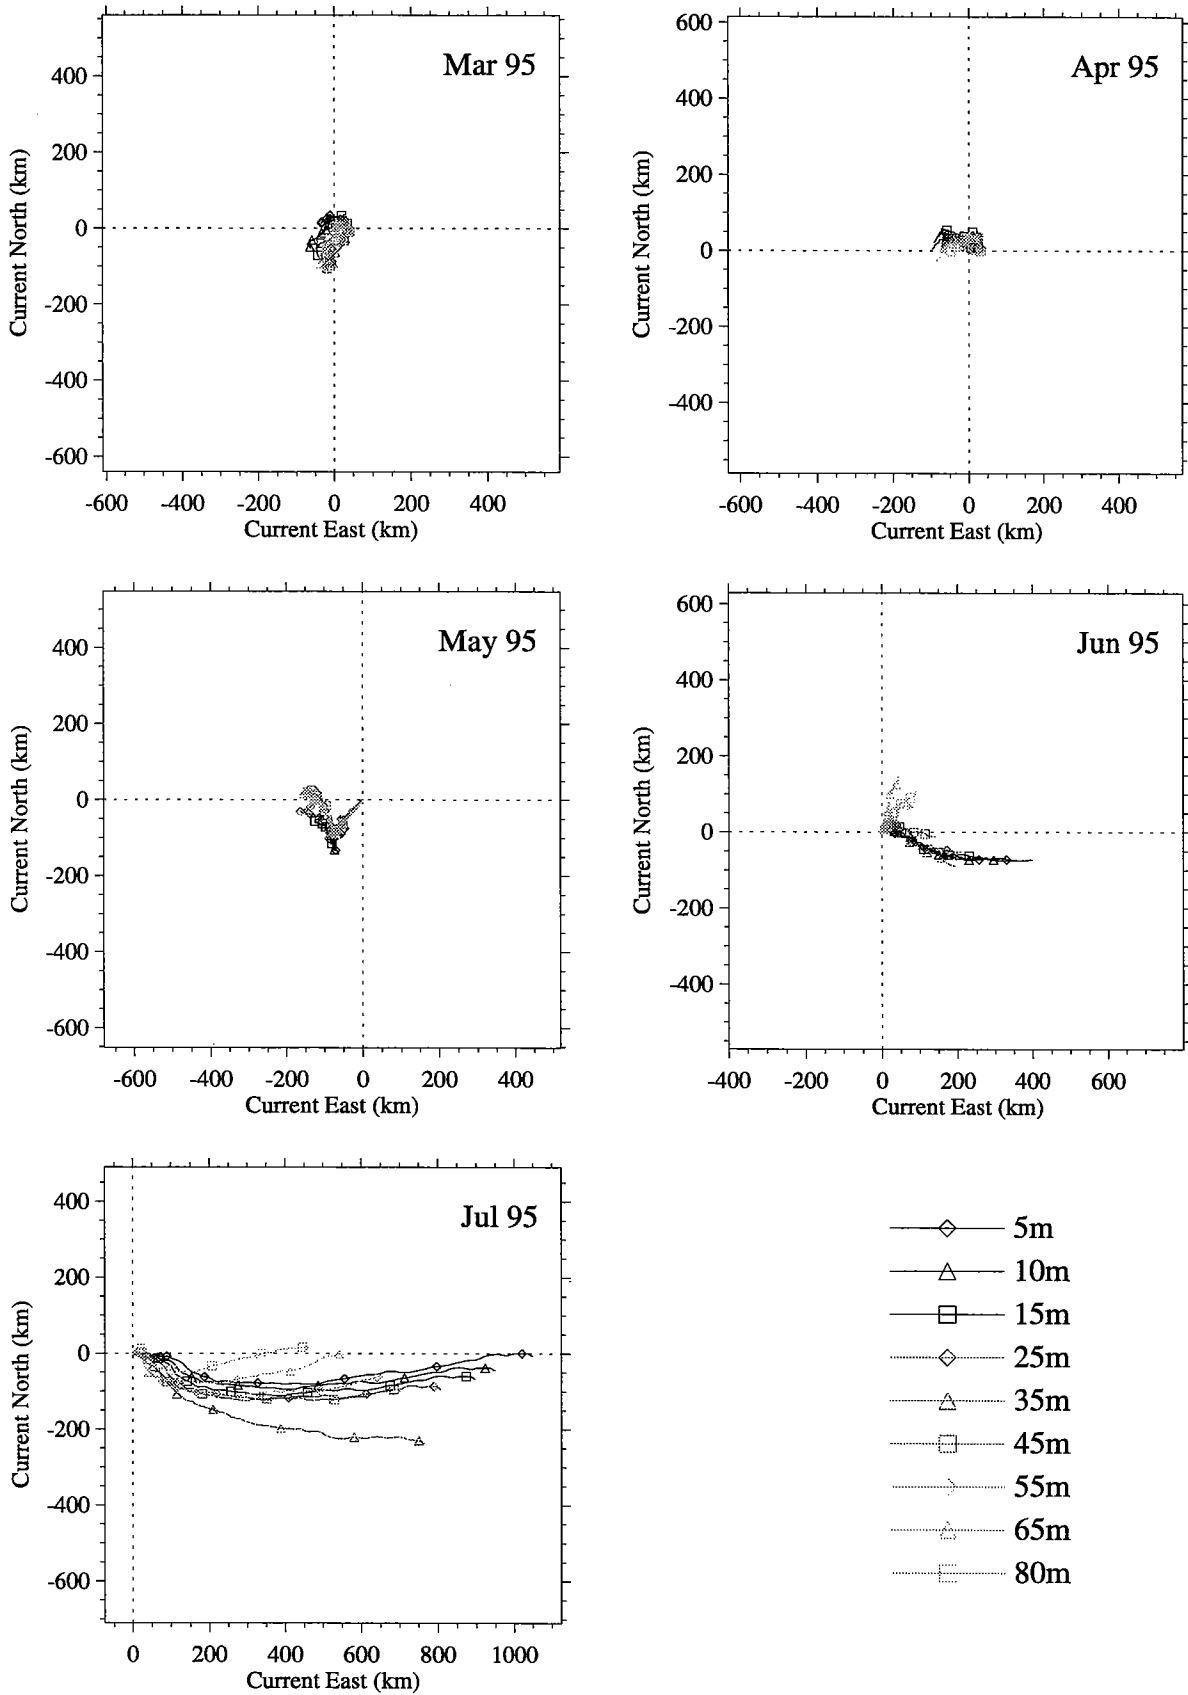 Mar 95
Current North (km)
400
200
0
-200
-400
-600
-600 -400 -200 0 200 400
Current East (km)
Apr 95
Current North (km)
600
400
200
0
-200
-400
-600 -400 -200 0 200 400
Current East (km)
May 95
Current North (km)
400
200
0
-200
-400
-600
-600 -400 -200 0 200 400
Current East (km)
Jun 95
Current North (km)
600
400
200
0
-200
-400
-400 -200 0 200 400 600
Current East (km)
Jul 95
Current North (km)
400
200
0
-200
-400
-600
0 200 400 600 800 1000
Current East (km)
5m
10m
15m
25m
35m
45m
55m
65m
80m